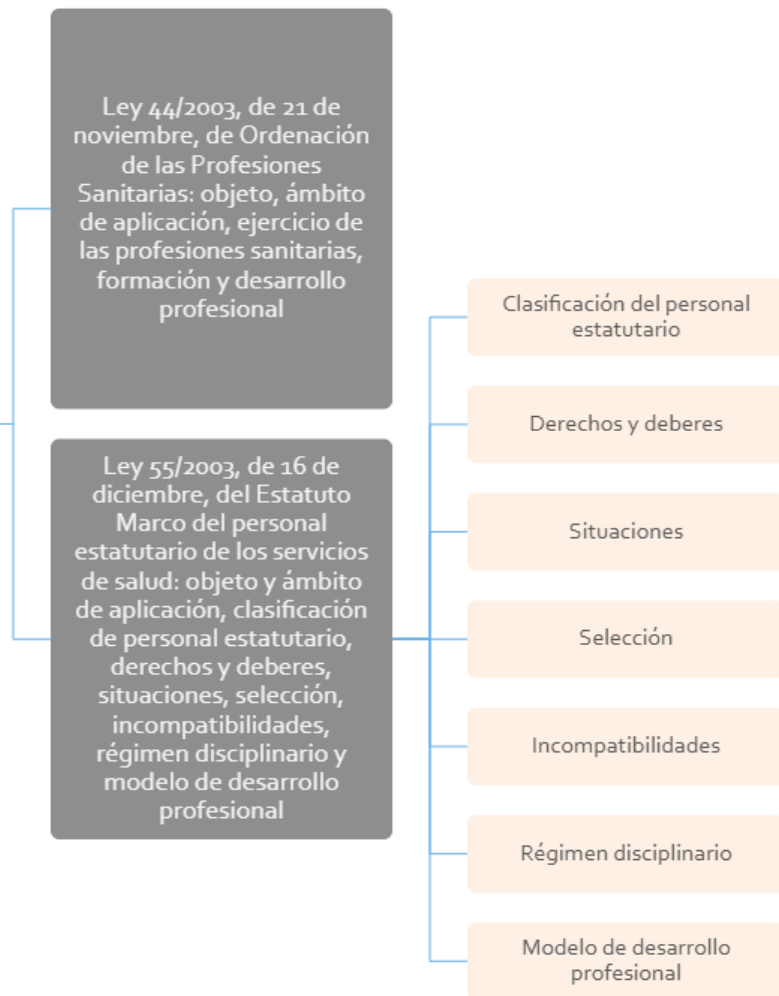 Ley 44/2003, de 21 de
noviembre, de Ordenación
de las Profesiones
Sanitarias: objeto, ámbito
de aplicación, ejercicio de
las profesiones sanitarias,
formación y desarrollo
profesional
Ley 55/2003, de 16 de
diciembre, del Estatuto
Marco del personal
estatutario de los servicios
de salud: objeto y ámbito
de aplicación, clasificación
de personal estatutario,
derechos y deberes,
situaciones, selección,
incompatibilidades,
régimen disciplinario y
modelo de desarrollo
profesional
Clasificación del personal
estatutario
Derechos y deberes
Situaciones
Selección
Incompatibilidades
Régimen disciplinario
Modelo de desarrollo
profesional